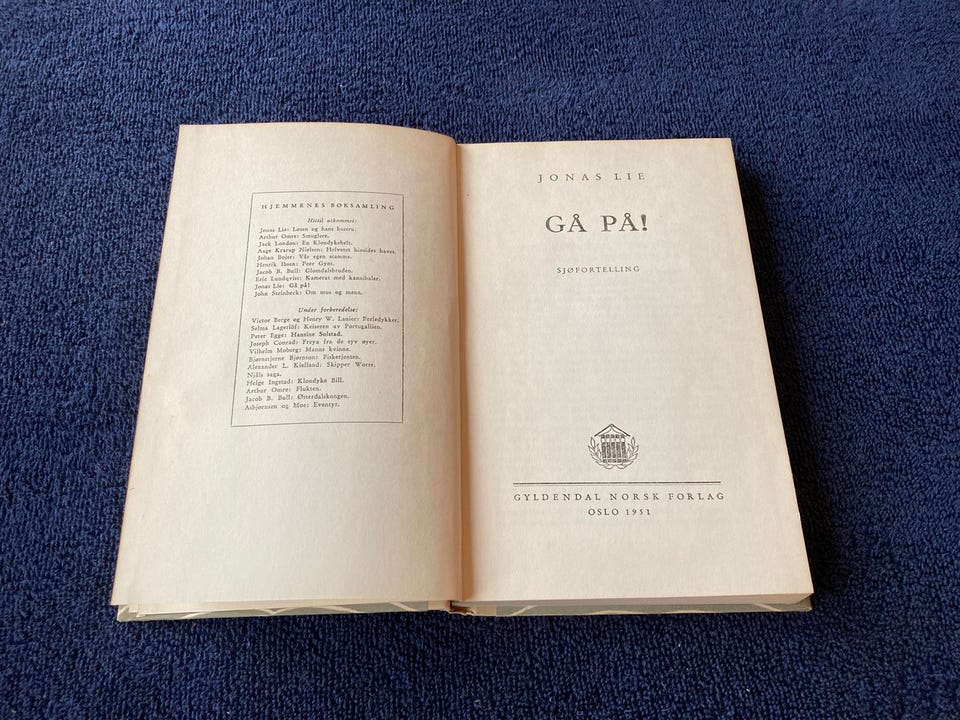 HJEMMENES BOKSAMLING
Hittil utkommet:
Jonas Lie: Losen og hans hustru.
Arthur Omre: Smuglere.
Jack London: En Klondykehelt.
Aage Krarup Nielsen: Helvetet hinsides havet.
Johan Bojer: Vår egen stamme.
Henrik Ibsen: Peer Gynt.
Jacob B. Bull: Glomdalsbruden.
Eric Lundqvist: Kamerat med kannibaler.
Jonas Lie: Gå på!
John Steinbeck: Om mus og menn.
Under forberedelse:
Victor Berge og Henry W. Lanier: Perledykker.
Selma Lagerlöf: Keiseren av Portugallien.
Peter Egge: Hansine Solstad.
Joseph Conrad: Freya fra de syv øyer.
Vilhelm Moberg: Manns kvinne.
Bjørnstjerne Bjørnson: Fiskerjenten.
Alexander L. Kielland: Skipper Worse.
Njåls saga.
Helge Ingstad: Klondyke Bill.
Arthur Omre: Flukten.
Jacob B. Bull: Østerdalskongen.
Asbjørnsen og Moe: Eventyr.
JONAS LIE
GÅ PÅ!
SJØFORTELLING
GYLDENDAL NORSK FORLAG
OSLO 1951